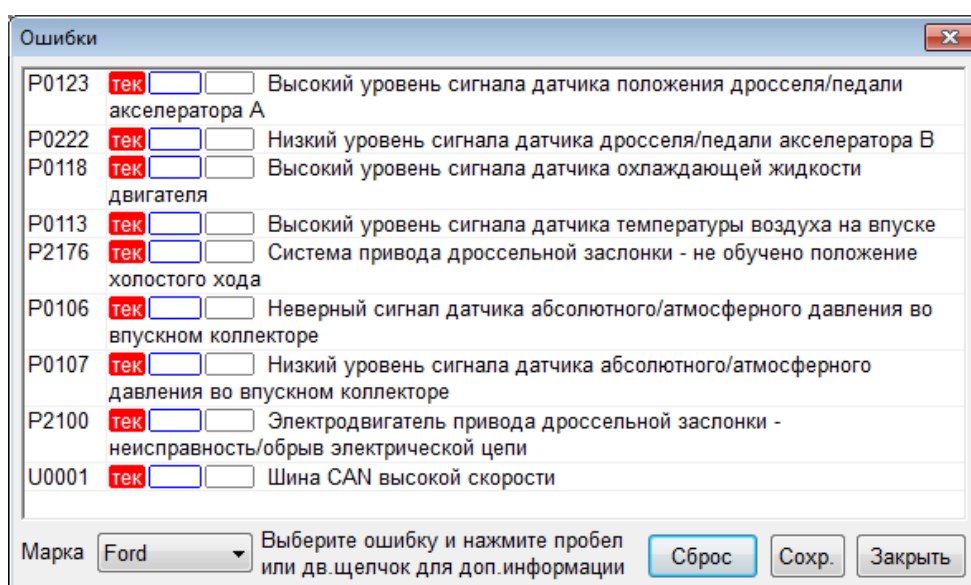 Ошибки
P0123 тек Высокий уровень сигнала датчика положения дросселя/педали
акселератора А
P0222 тек Низкий уровень сигнала датчика дросселя/педали акселератора В
P0118 тек Высокий уровень сигнала датчика охлаждающей жидкости
двигателя
P0113 тек Высокий уровень сигнала датчика температуры воздуха на впуске
P2176 тек Система привода дроссельной заслонки - не обучено положение
холостого хода
P0106 тек Неверный сигнал датчика абсолютного/атмосферного давления во
впускном коллекторе
P0107 тек Низкий уровень сигнала датчика абсолютного/атмосферного
давления во впускном коллекторе
P2100 тек Электродвигатель привода дроссельной заслонки -
неисправность/обрыв электрической цепи
U0001 тек Шина CAN высокой скорости
Марка Ford Выберите ошибку и нажмите пробел
или дв.щелчок для доп.информации Сброс Сохр. Закрыть